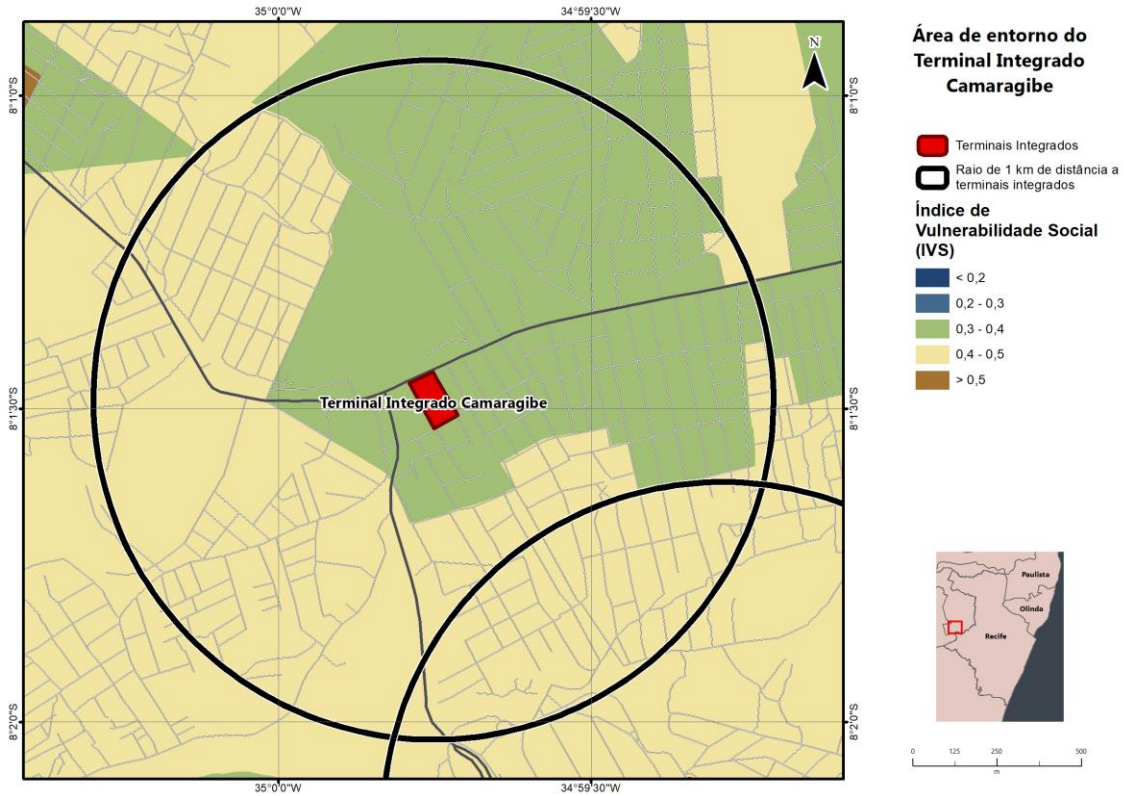 35°0'0"W
34°59'30"W
8°1'0"S
8°1'0"S
8°1'30"S
8°1'30"S
8°2'0"S
8°2'0"S
35°0'0"W
34°59'30"W
N
Terminal Integrado Camaragibe
Área de entorno do
Terminal Integrado
Camaragibe
Terminais Integrados
Raio de 1 km de distância a
terminais integrados
Índice de
Vulnerabilidade Social
(IVS)
< 0,2
0,2 - 0,3
0,3 - 0,4
0,4 - 0,5
> 0,5
Paulista
Olinda
Recife
0 125 250 500
m